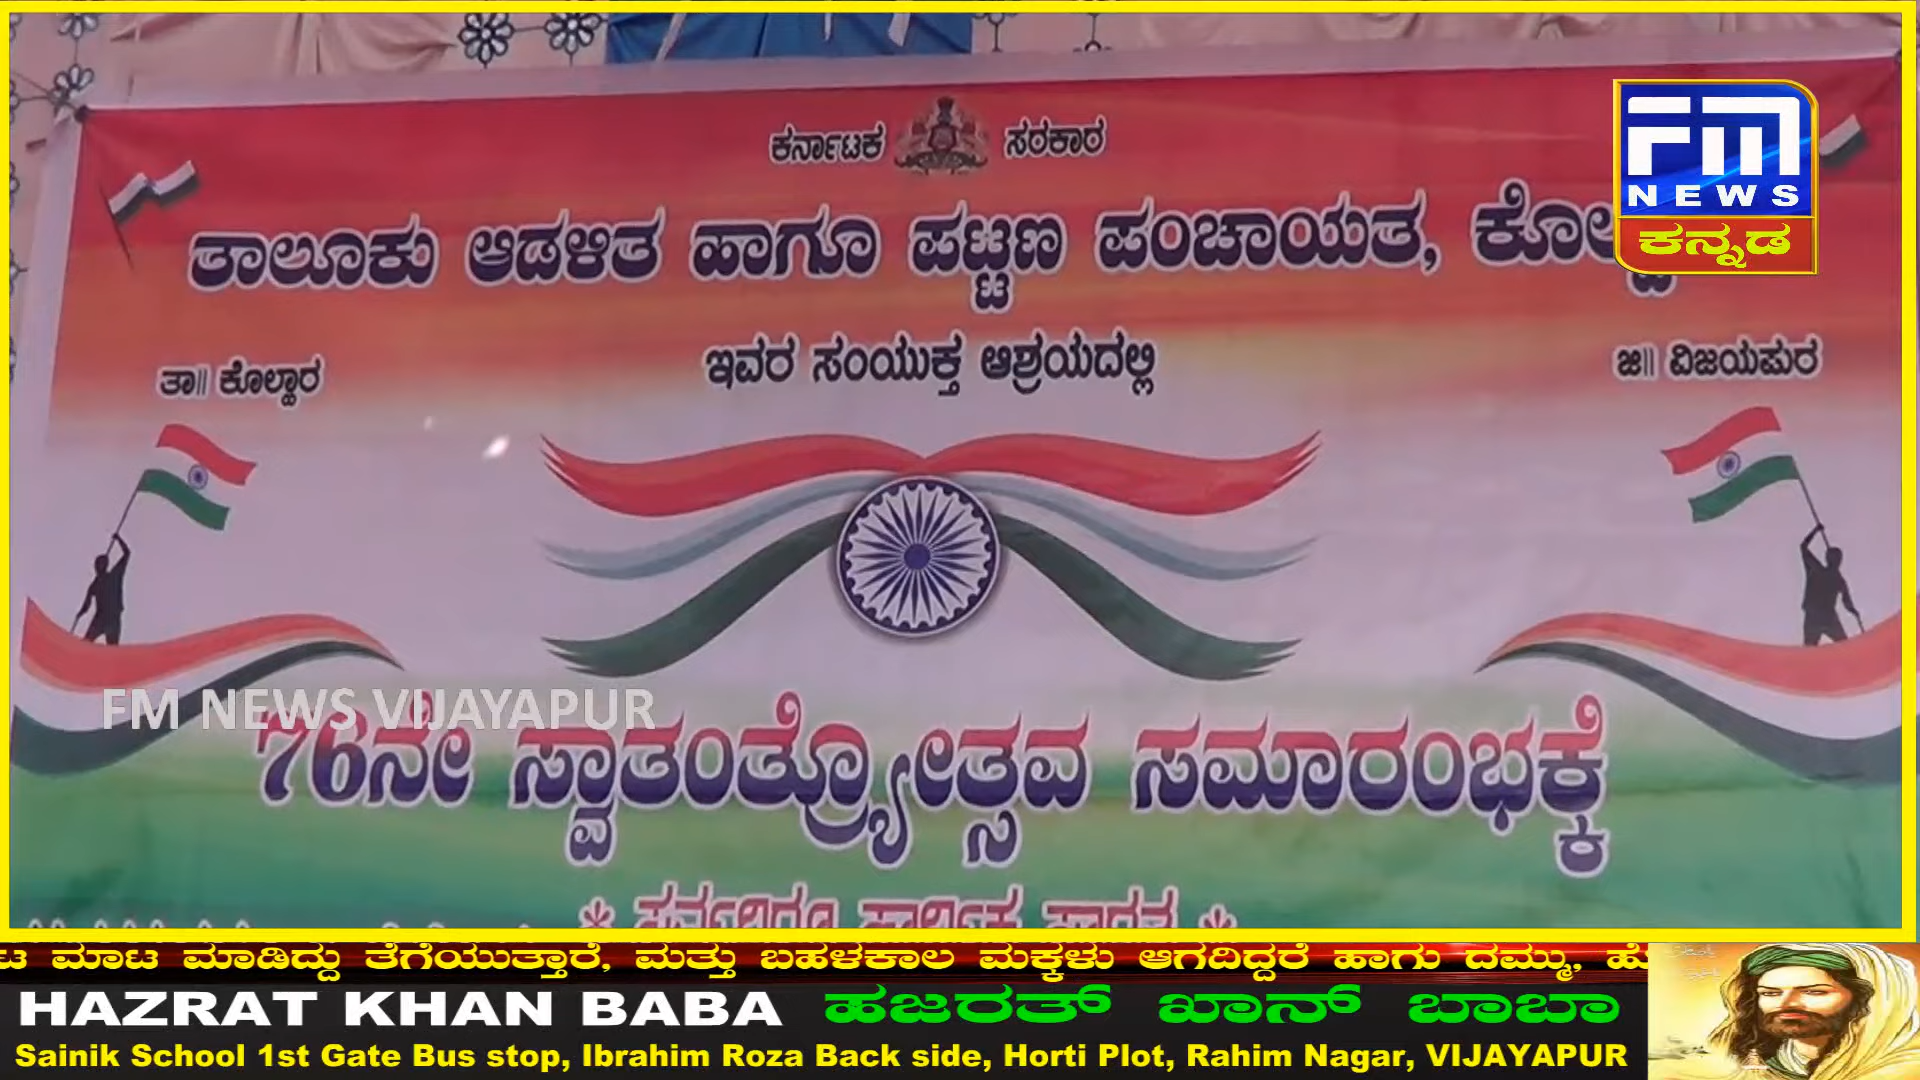 ಕರ್ನಾಟಕ ಸರಕಾರ
ತಾಲೂಕು ಆಡಳಿತ ಹಾಗೂ ಪಟ್ಟಣ ಪಂಚಾಯತ,
ಇವರ ಸಂಯುಕ್ತ ಆಶ್ರಯದಲ್ಲಿ
ತಾ|| ಕೊಲ್ಹಾರ
ಜಿ|| ವಿಜಯಪುರ
FM
NEWS
ಕನ್ನಡ
FM NEWS VIJAYAPUR
76ನೇ ಸ್ವಾತಂತ್ರ್ಯೋತ್ಸವ ಸಮಾರಂಭಕ್ಕೆ
ಮಾಟ ಮಾಡಿದ್ದು ತೆಗೆಯುತ್ತಾರೆ, ಮತ್ತು ಬಹಳಕಾಲ ಮಕ್ಕಳು ಆಗದಿದ್ದರೆ ಹಾಗು ದಮ್ಮು,
HAZRAT KHAN BABA ಹಜರತ್ ಖಾನ್ ಬಾಬಾ
Sainik School 1st Gate Bus stop, Ibrahim Roza Back side, Horti Plot, Rahim Nagar, VIJAYAPUR